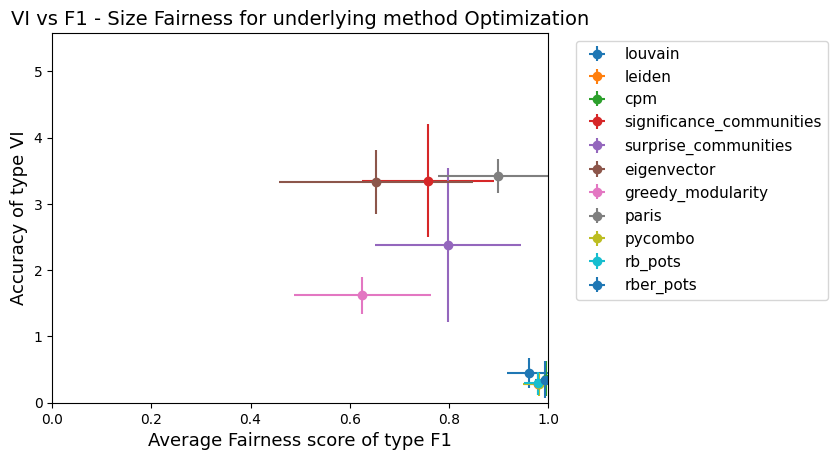 VI vs F1 - Size Fairness for underlying method Optimization
Accuracy of type VI
5
4
3
2
1
0
0.0 0.2 0.4 0.6 0.8 1.0
Average Fairness score of type F1
louvain
leiden
cpm
significance_communities
surprise_communities
eigenvector
greedy_modularity
paris
pycombo
rb_pots
rber_pots